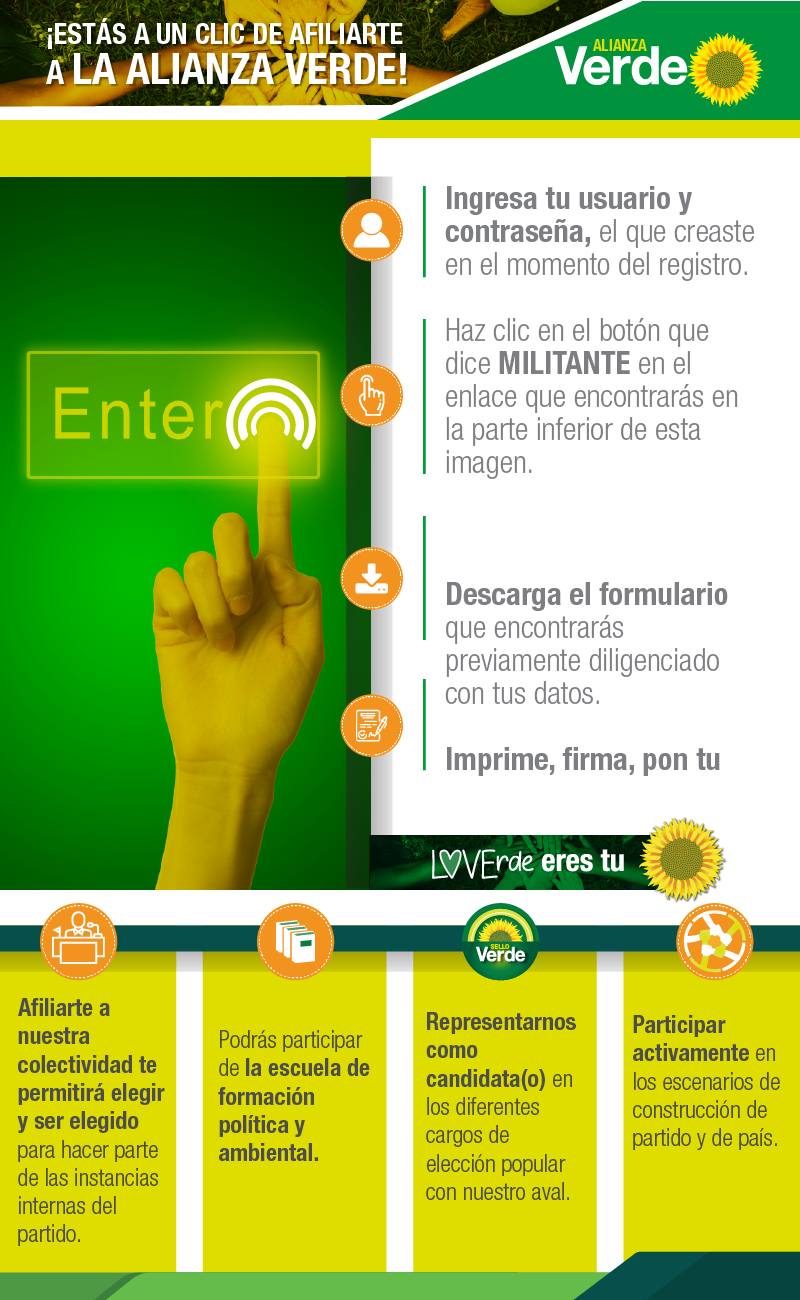 ¡ESTÁS A UN CLIC DE AFILIARTE
A LA ALIANZA VERDE!
ALIANZA
Verde
Ingresa tu usuario y
contraseña, el que creaste
en el momento del registro.
Haz clic en el botón que
dice MILITANTE en el
enlace que encontrarás en
la parte inferior de esta
imagen.
Enter
Descarga el formulario
que encontrarás
previamente diligenciado
con tus datos.
Imprime, firma, pon tu
LOVErde eres tu
SELLO
Verde
Afiliarte a
nuestra
colectividad te
permitirá elegir
y ser elegido
para hacer parte
de las instancias
internas del
partido.
Podrás participar
de la escuela de
formación
política y
ambiental.
Representarnos
como
candidata(o) en
los diferentes
cargos de
elección popular
con nuestro aval.
Participar
activamente en
los escenarios de
construcción de
partido y de país.